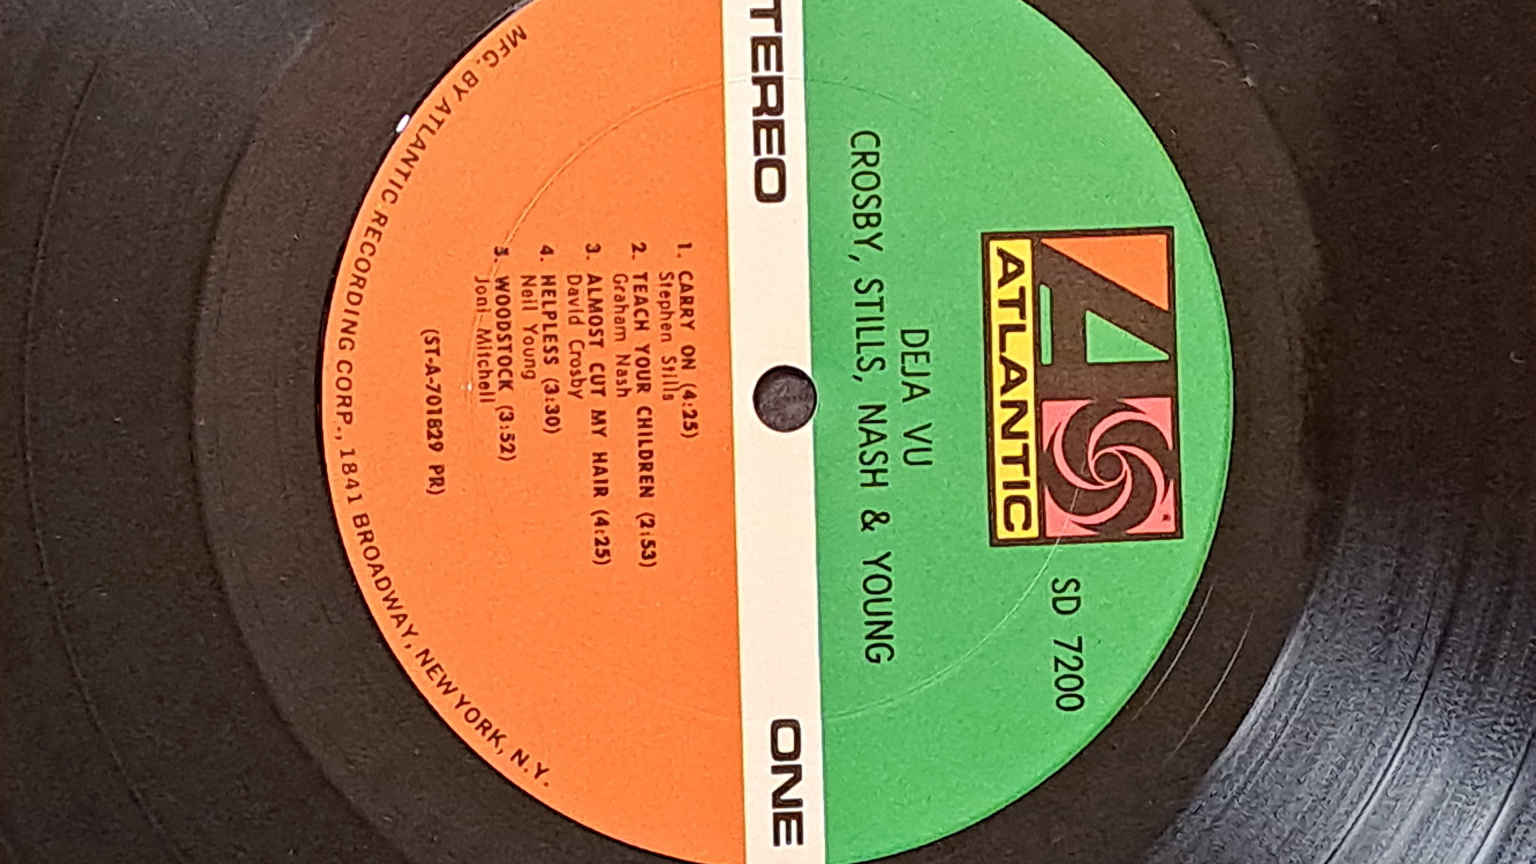 ATLANTIC
SD 7200
DEJA VU
CROSBY, STILLS, NASH & YOUNG
TEREO
ONE
1. CARRY ON (4:25)
Stephen Stills
2. TEACH YOUR CHILDREN (2:53)
Graham Nash
3. ALMOST CUT MY HAIR (4:25)
David Crosby
4. HELPLESS (3:30)
Neil Young
5. WOODSTOCK (3:52)
Joni Mitchell
(ST-A-701829 PR)
MFG. BY ATLANTIC RECORDING CORP., 1841 BROADWAY, NEW YORK, N.Y.